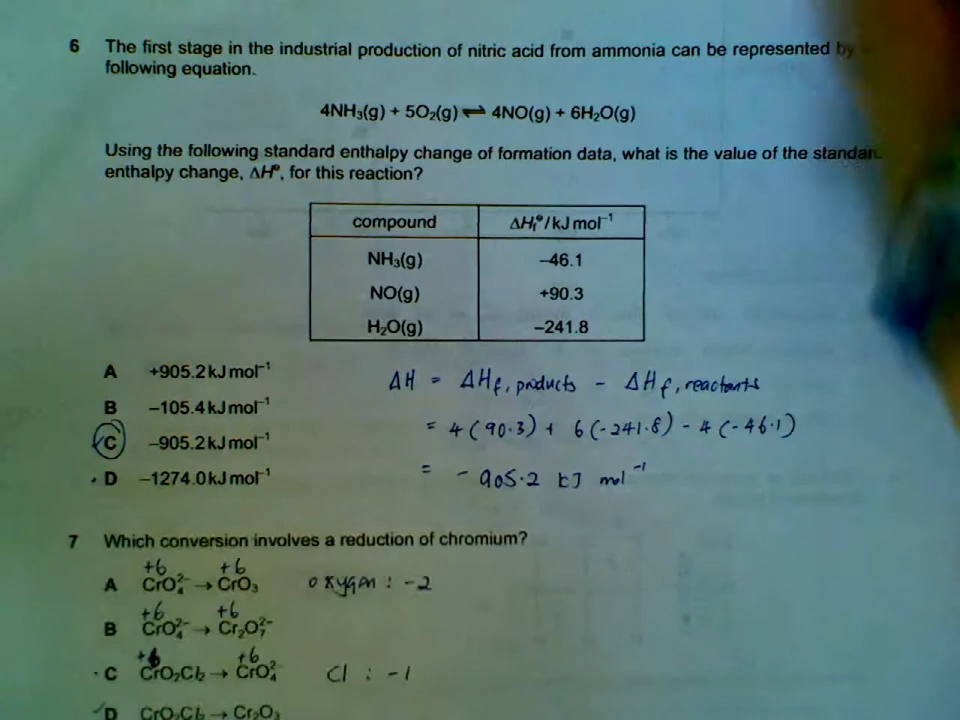 6 The first stage in the industrial production of nitric acid from ammonia can be represented by
following equation.
4NH₃(g) + 5O₂(g) ⇌ 4NO(g) + 6H₂O(g)
Using the following standard enthalpy change of formation data, what is the value of the standard
enthalpy change, ΔH°, for this reaction?
compound ΔHf°/kJ mol⁻¹
NH₃(g) –46.1
NO(g) +90.3
H₂O(g) –241.8
A +905.2 kJ mol⁻¹
B –105.4 kJ mol⁻¹
C –905.2 kJ mol⁻¹
D –1274.0 kJ mol⁻¹
ΔH = ΔHf, products - ΔHf, reactants
= 4(90.3) + 6(-241.8) - 4(-46.1)
= -905.2 kJ mol⁻¹
7 Which conversion involves a reduction of chromium?
+6 +6
A CrO₄²⁻ → CrO₃ oxygen : -2
+6 +6
B CrO₄²⁻ → Cr₂O₇²⁻
+6 +6
C CrO₂Cl₂ → CrO₄²⁻ Cl : -1
D CrO₂Cl₂ → Cr₂O₃